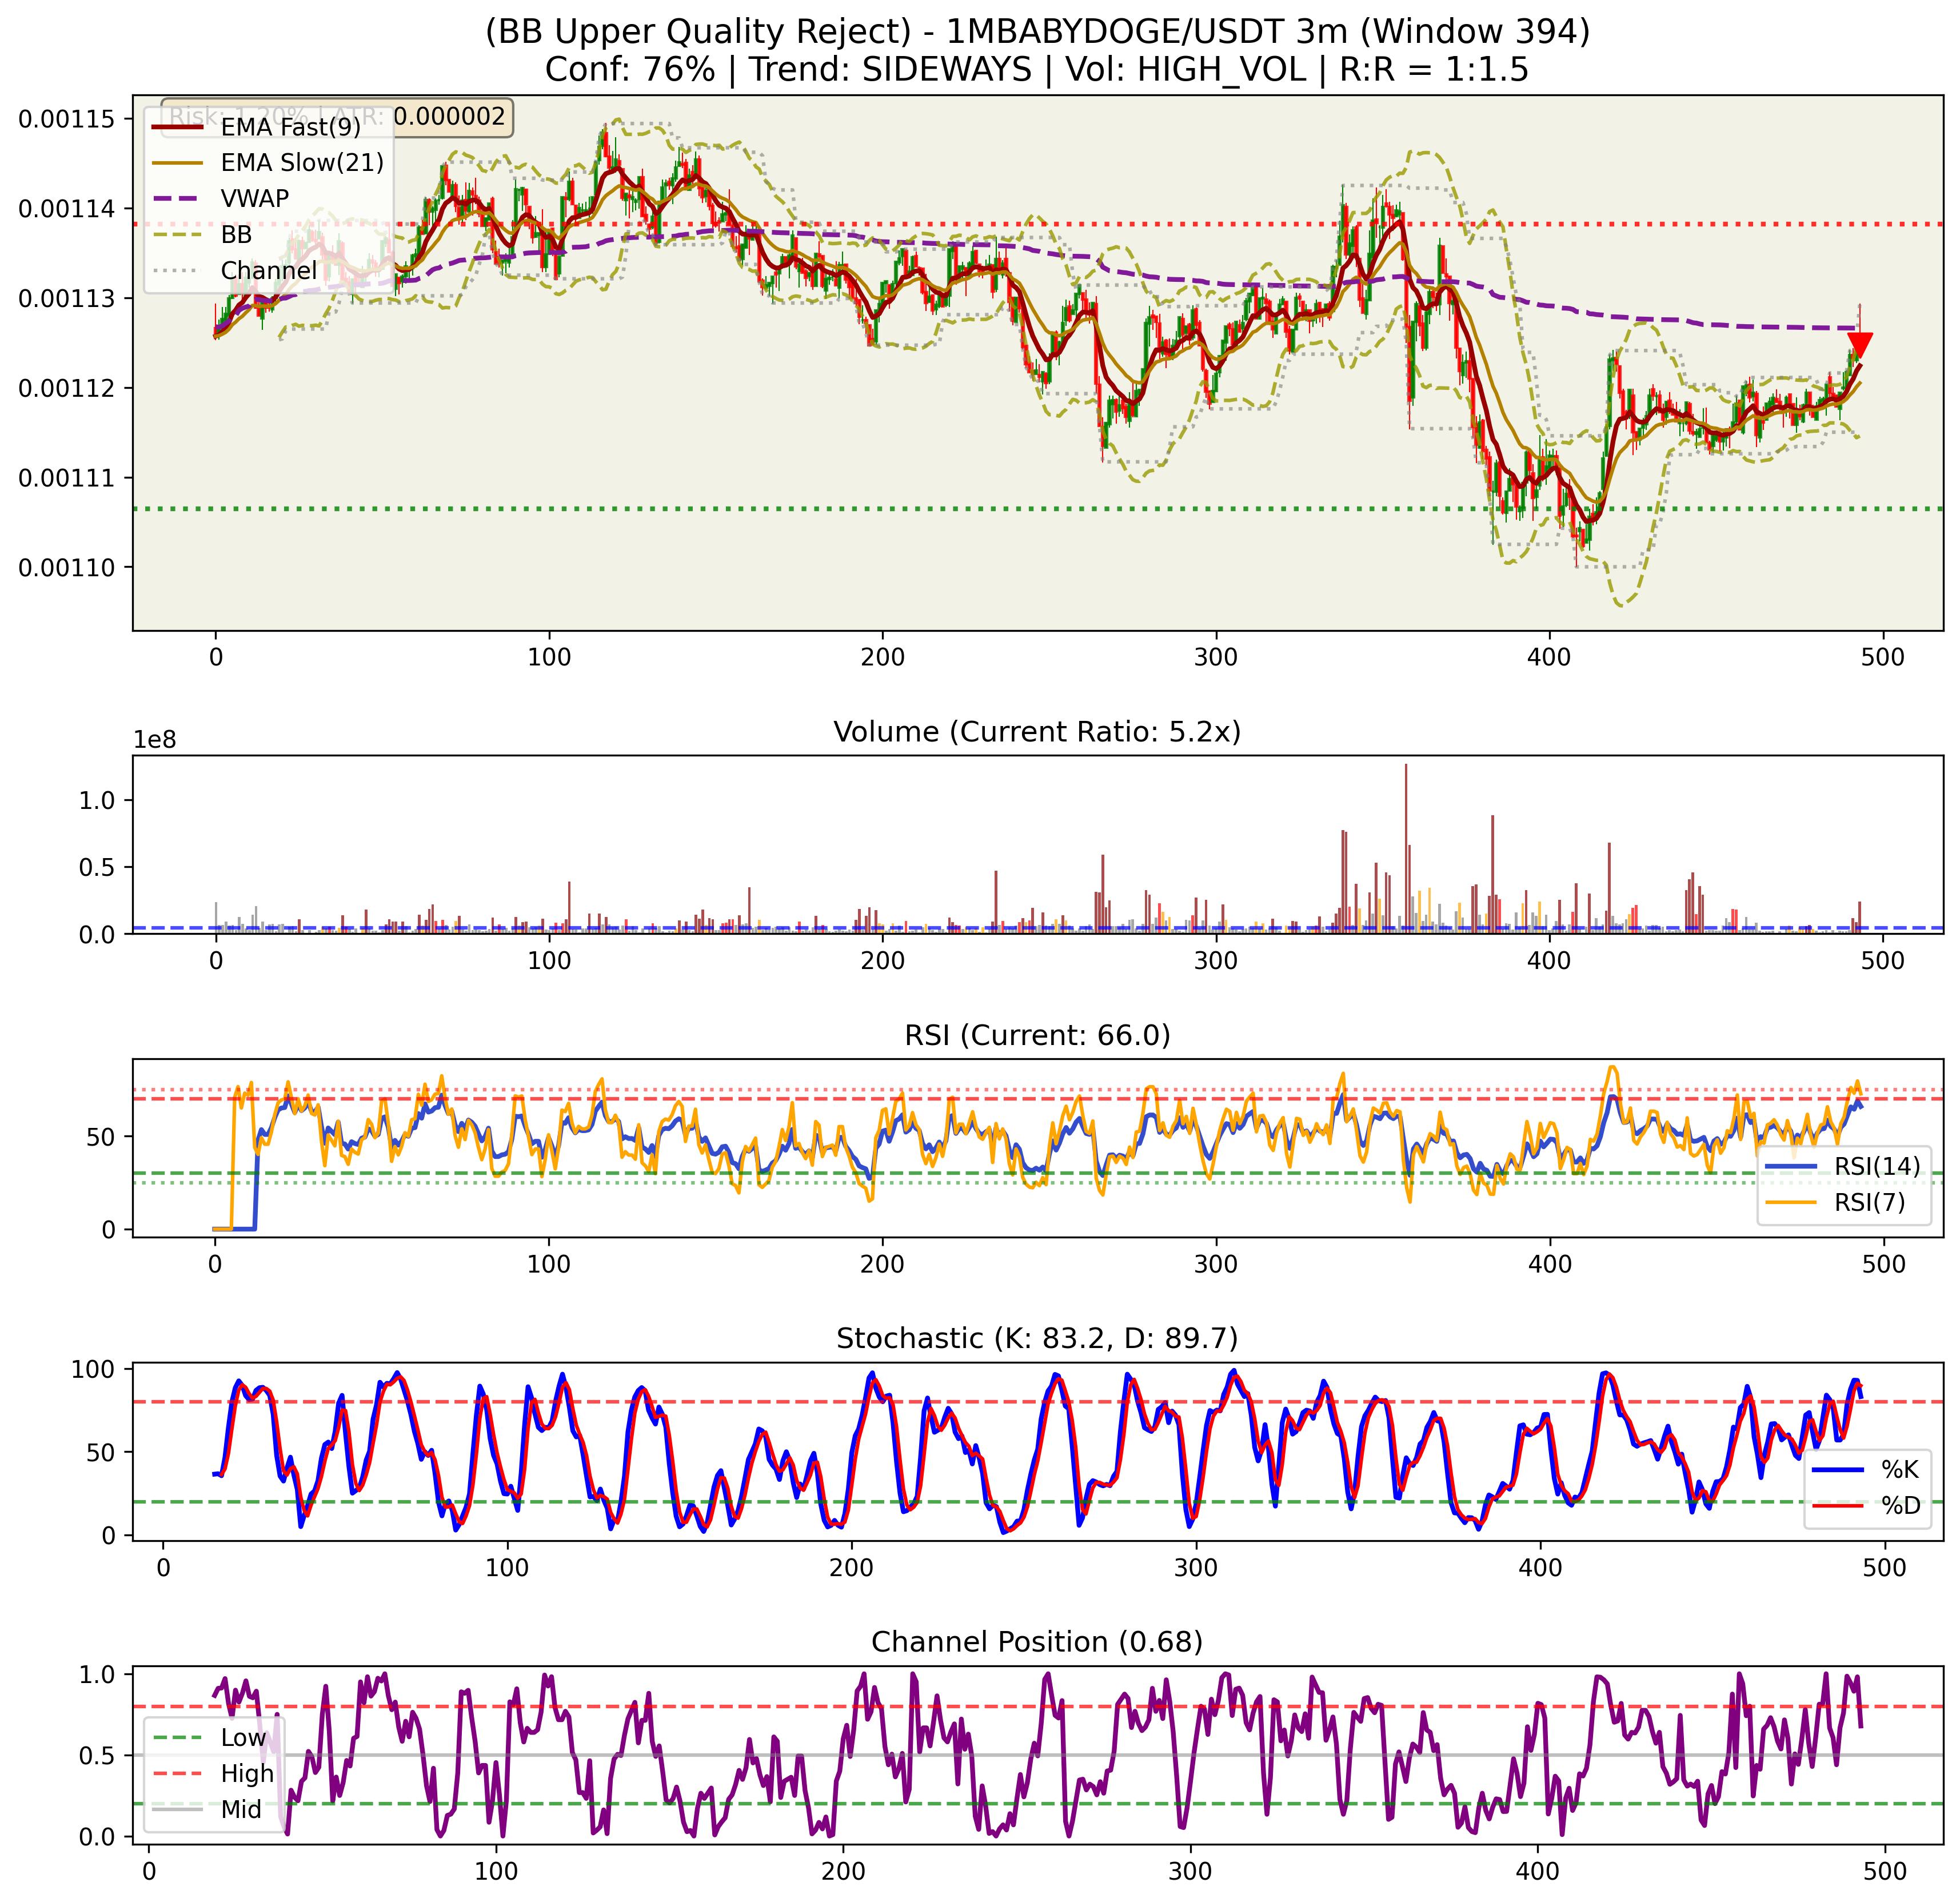 (BB Upper Quality Reject) - 1MBABYDOGE/USDT 3m (Window 394)
Conf: 76% | Trend: SIDEWAYS | Vol: HIGH_VOL | R:R = 1:1.5
Risk: 1.20% | ATR: 0.000002
EMA Fast(9)
EMA Slow(21)
VWAP
BB
Channel
0.00115
0.00114
0.00113
0.00112
0.00111
0.00110
0 100 200 300 400 500
Volume (Current Ratio: 5.2x)
1e8
1.0
0.5
0.0
0 100 200 300 400 500
RSI (Current: 66.0)
50
0
RSI(14)
RSI(7)
0 100 200 300 400 500
Stochastic (K: 83.2, D: 89.7)
100
50
0
%K
%D
0 100 200 300 400 500
Channel Position (0.68)
1.0
0.5
0.0
Low
High
Mid
0 100 200 300 400 500